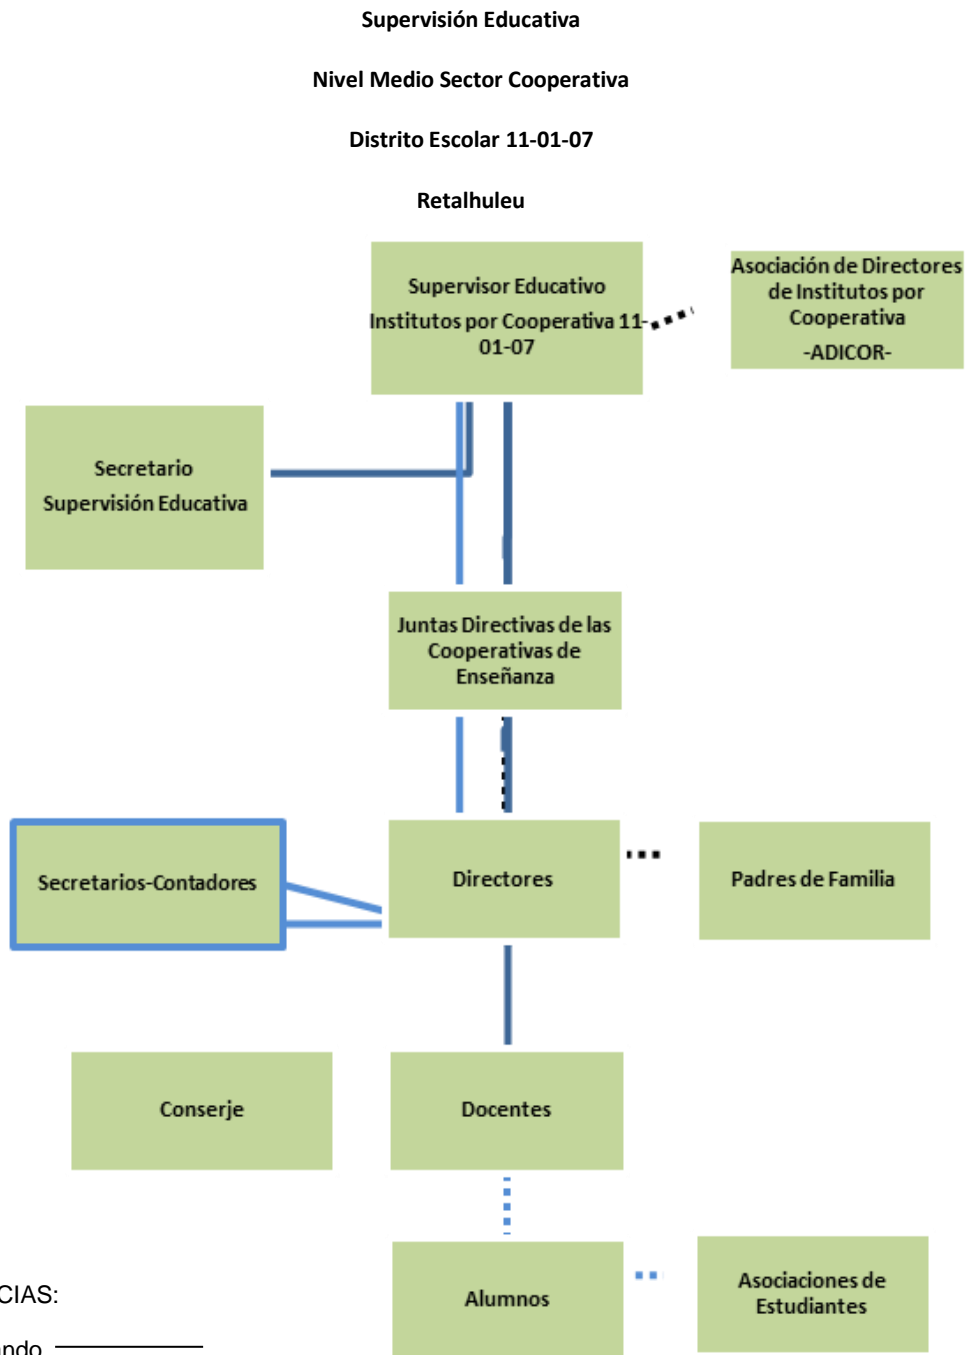 Supervisión Educativa
Nivel Medio Sector Cooperativa
Distrito Escolar 11-01-07
Retalhuleu
Supervisor Educativo
Institutos por Cooperativa 11-
01-07
Asociación de Directores
de Institutos por
Cooperativa
-ADICOR-
Secretario
Supervisión Educativa
Juntas Directivas de las
Cooperativas de
Enseñanza
Secretarios-Contadores
Directores
Padres de Familia
Conserje
Docentes
Alumnos
Asociaciones de
Estudiantes
CIAS:
ando